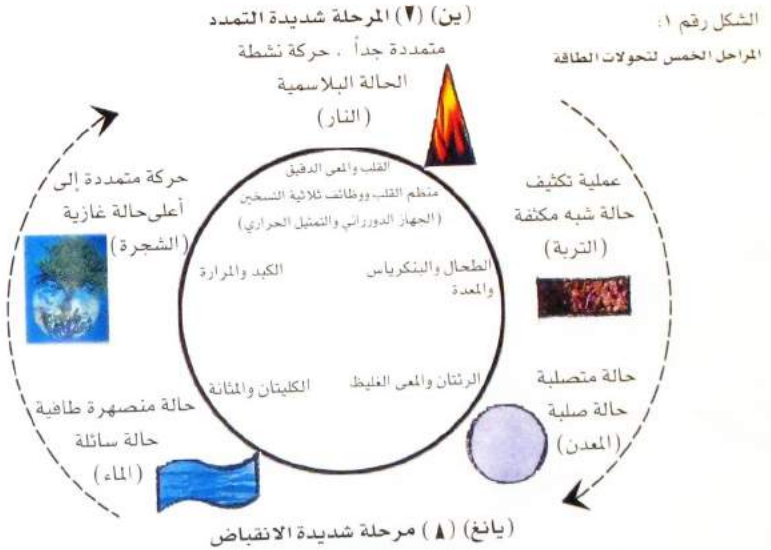 الشكل رقم ١:
المراحل الخمس لتحولات الطاقة
(ين) (▼) المرحلة شديدة التمدد
متمددة جداً ، حركة نشطة
الحالة البلاسمية
(النار)
عملية تكثيف
حالة شبه مكثفة
(التربة)
حالة متصلبة
حالة صلبة
(المعدن)
(يانغ) (▲) مرحلة شديدة الانقباض
حالة منصهرة طافية
حالة سائلة
(الماء)
حركة متمددة إلى
أعلى حالة غازية
(الشجرة)
القلب والمعى الدقيق
منظم القلب ووظائف ثلاثية التسخين
(الجهاز الدوراني والتمثيل الحراري)
الطحال والبنكرياس
والمعدة
الكبد والمرارة
الرئتان والمعى الغليظ
الكليتان والمثانة